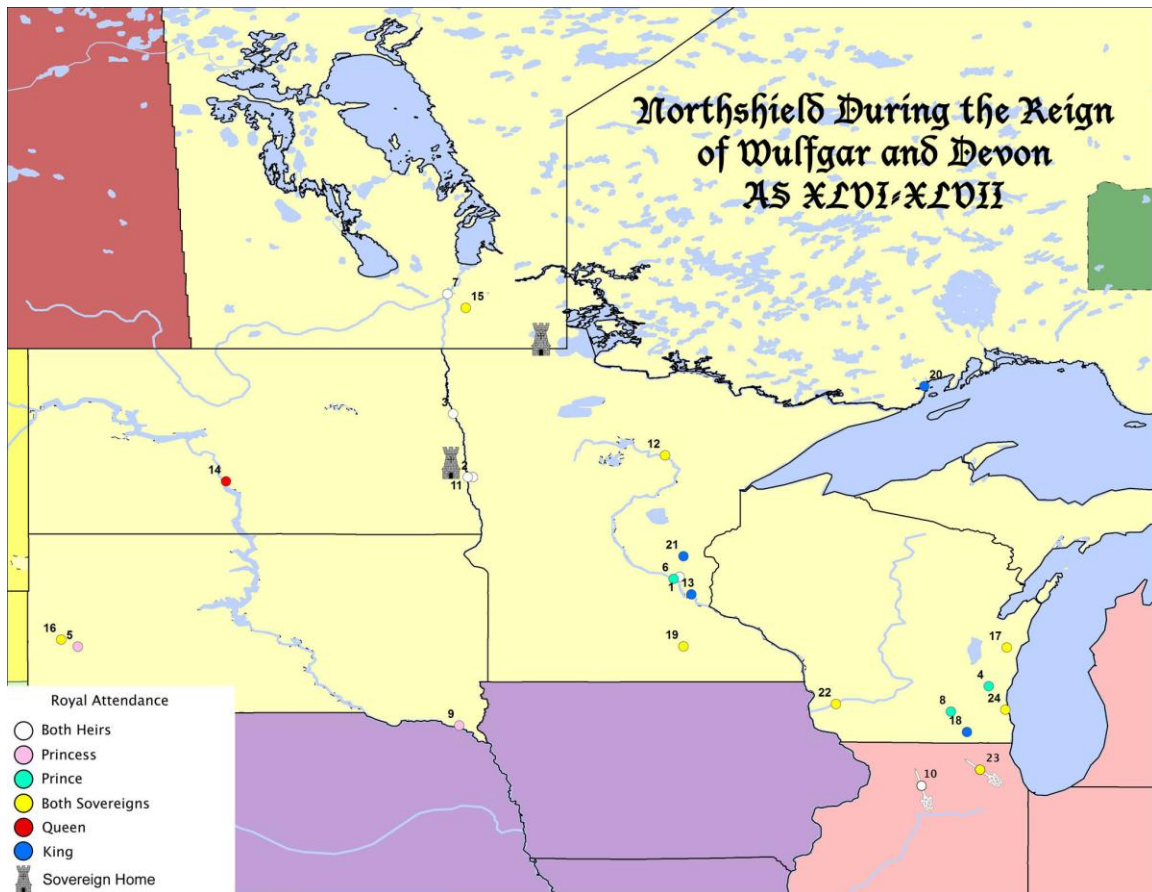 Northshield During the Reign
of Wulfgar and Devon
AS XLVI-XLVII
7
15
20
3
12
14
2
11
21
6
1
13
16
5
19
17
4
22
24
8
18
9
23
10
Royal Attendance
Both Heirs
Princess
Prince
Both Sovereigns
Queen
King
Sovereign Home